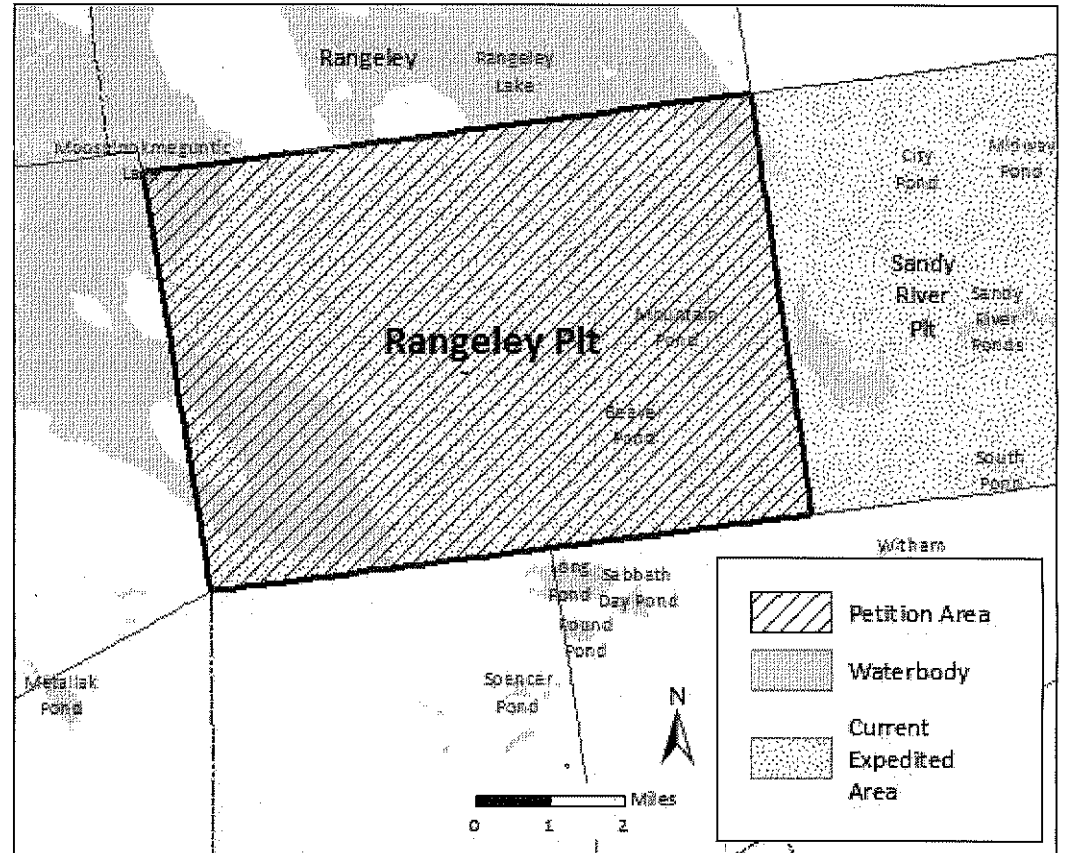 Rangeley
Rangeley
Lake
Mooselookmeguntic
Lake
City
Pond
Midway
Pond
Sandy
River
Plt
Sandy
River
Ponds
Mountain
Pond
Rangeley Plt
Beaver
Pond
South
Pond
Witham
Long
Pond
Sabbath
Day Pond
Round
Pond
Spencer
Pond
Metallak
Pond
N
Miles
0 1 2
Petition Area
Waterbody
Current
Expedited
Area